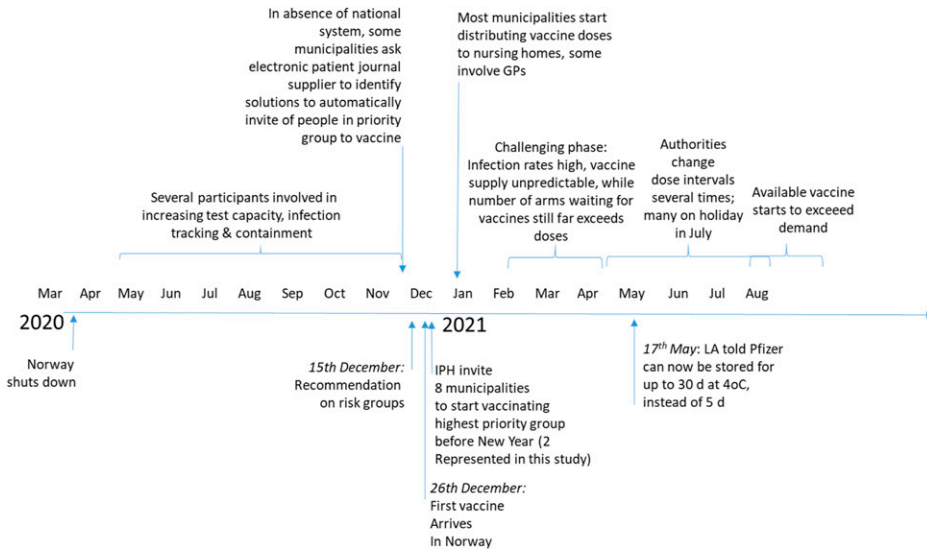 In absence of national
system, some
municipalities ask
electronic patient journal
supplier to identify
solutions to automatically
invite of people in priority
group to vaccine
Most municipalities start
distributing vaccine doses
to nursing homes, some
involve GPs
Several participants involved in
increasing test capacity, infection
tracking & containment
Challenging phase:
Infection rates high, vaccine
supply unpredictable, while
number of arms waiting for
vaccines still far exceeds
doses
Authorities
change
dose intervals
several times;
many on holiday
in July
Available vaccine
starts to exceeed
demand
Mar Apr May Jun Jul Aug Sep Oct Nov Dec Jan Feb Mar Apr May Jun Jul Aug
2020 2021
Norway
shuts down
15th December:
Recommendation
on risk groups
IPH invite
8 municipalities
to start vaccinating
highest priority group
before New Year (2
Represented in this study)
26th December:
First vaccine
Arrives
In Norway
17th May: LA told Pfizer
can now be stored for
up to 30 d at 4oC,
instead of 5 d